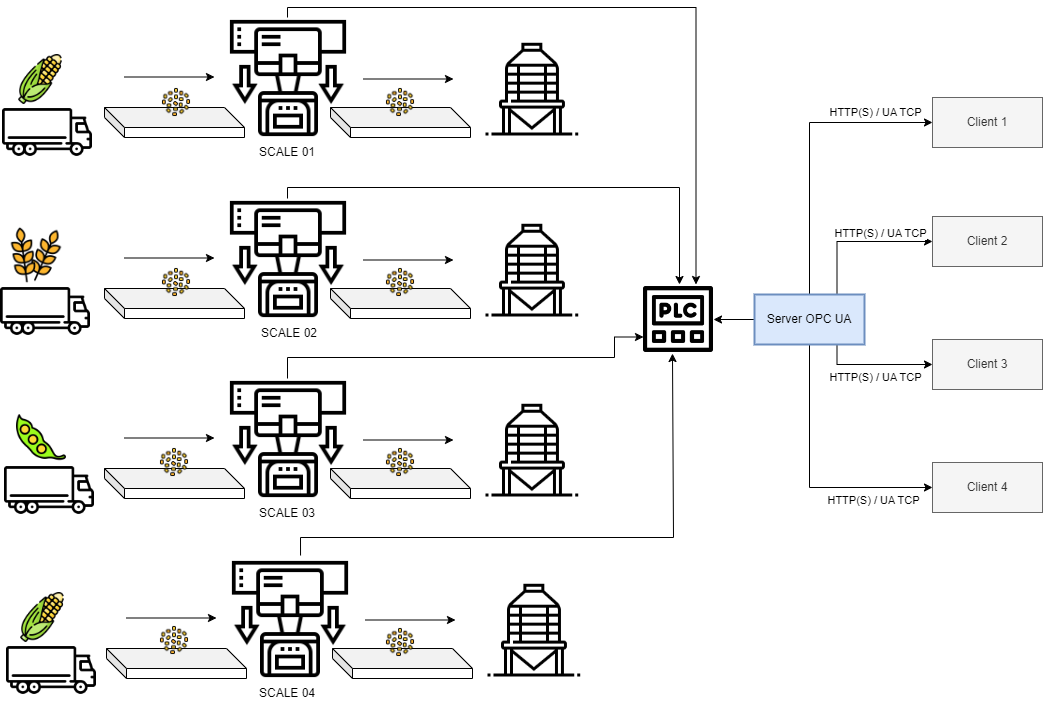 SCALE 01
HTTP(S) / UA TCP
Client 1
SCALE 02
HTTP(S) / UA TCP
Client 2
PLC
Server OPC UA
HTTP(S) / UA TCP
Client 3
SCALE 03
HTTP(S) / UA TCP
Client 4
SCALE 04